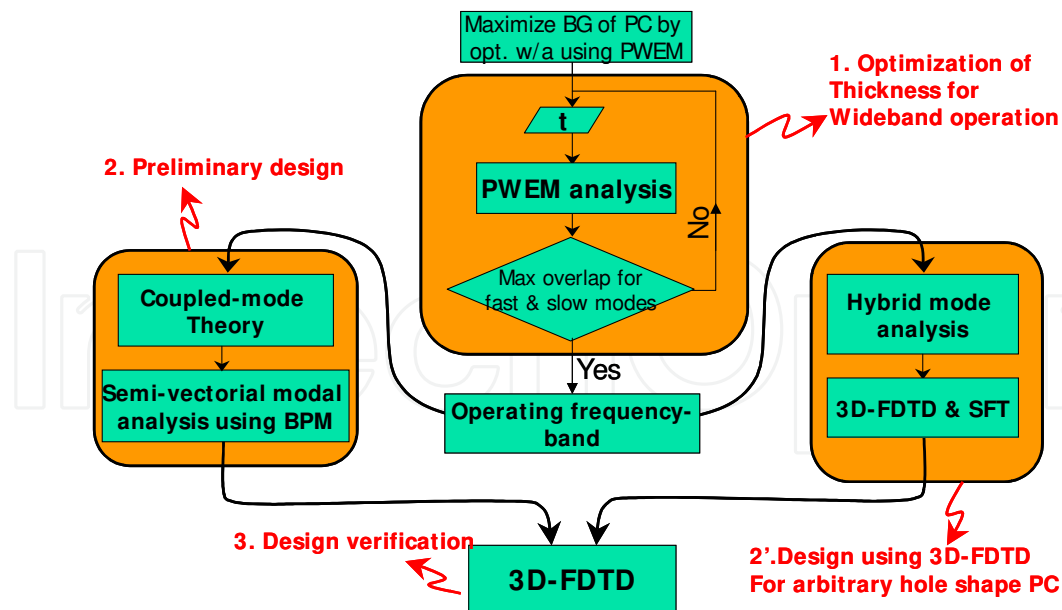 Maximize BG of PC by
opt. w/a using PWEM
1. Optimization of
Thickness for
Wideband operation
t
2. Preliminary design
PWEM analysis
No
Max overlap for
fast & slow modes
Coupled-mode
Theory
Hybrid mode
analysis
Yes
Semi-vectorial modal
analysis using BPM
Operating frequency-
band
3D-FDTD & SFT
3. Design verification
3D-FDTD
2'.Design using 3D-FDTD
For arbitrary hole shape PC